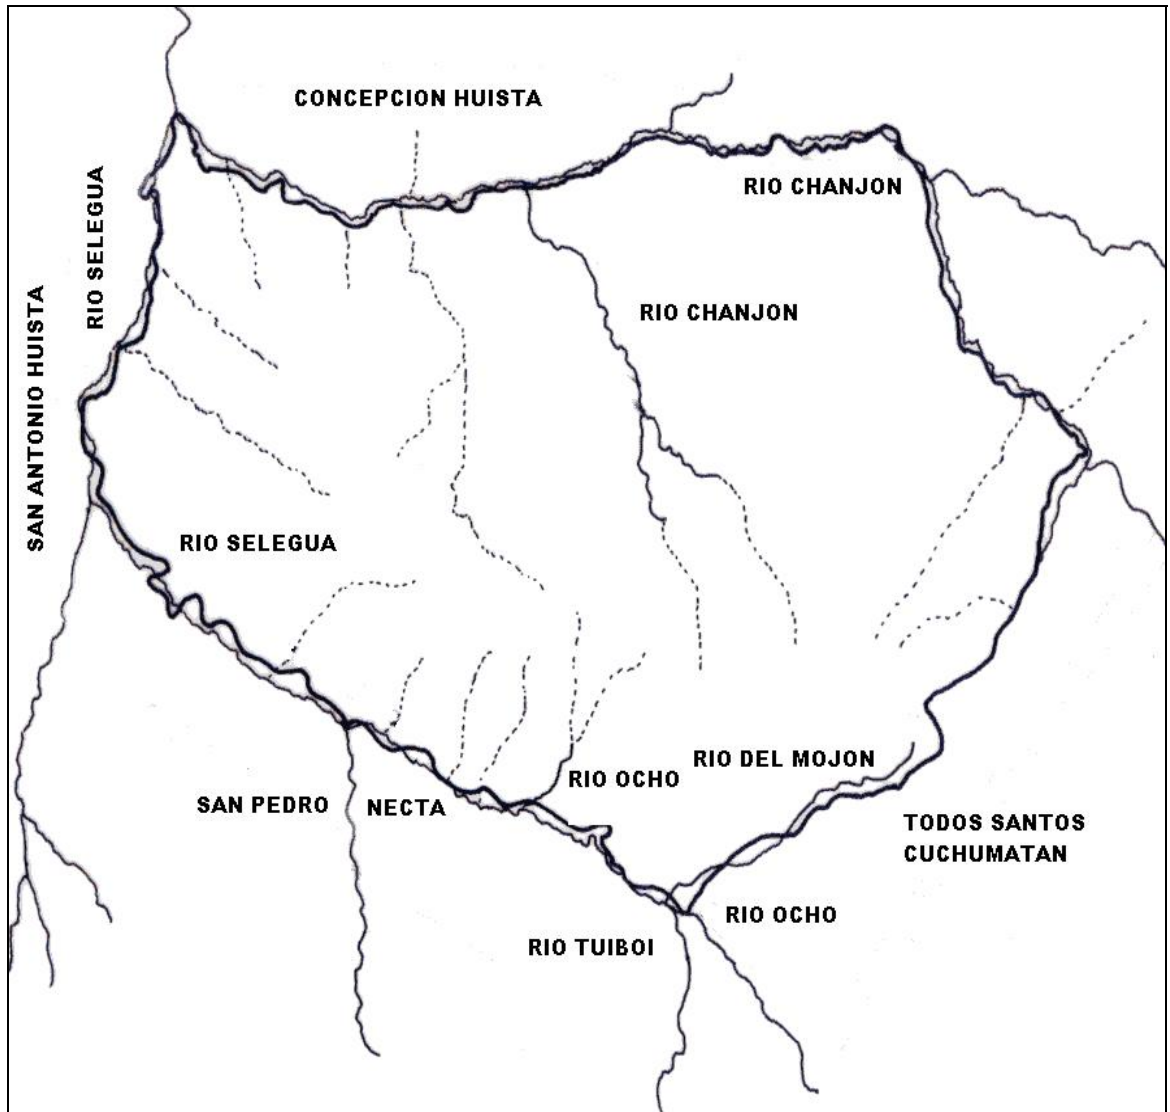 CONCEPCION HUISTA
RIO CHANJON
RIO SELEGUA
SAN ANTONIO HUISTA
RIO CHANJON
RIO SELEGUA
RIO DEL MOJON
RIO OCHO
SAN PEDRO NECTA
TODOS SANTOS
CUCHUMATAN
RIO OCHO
RIO TUIBOI